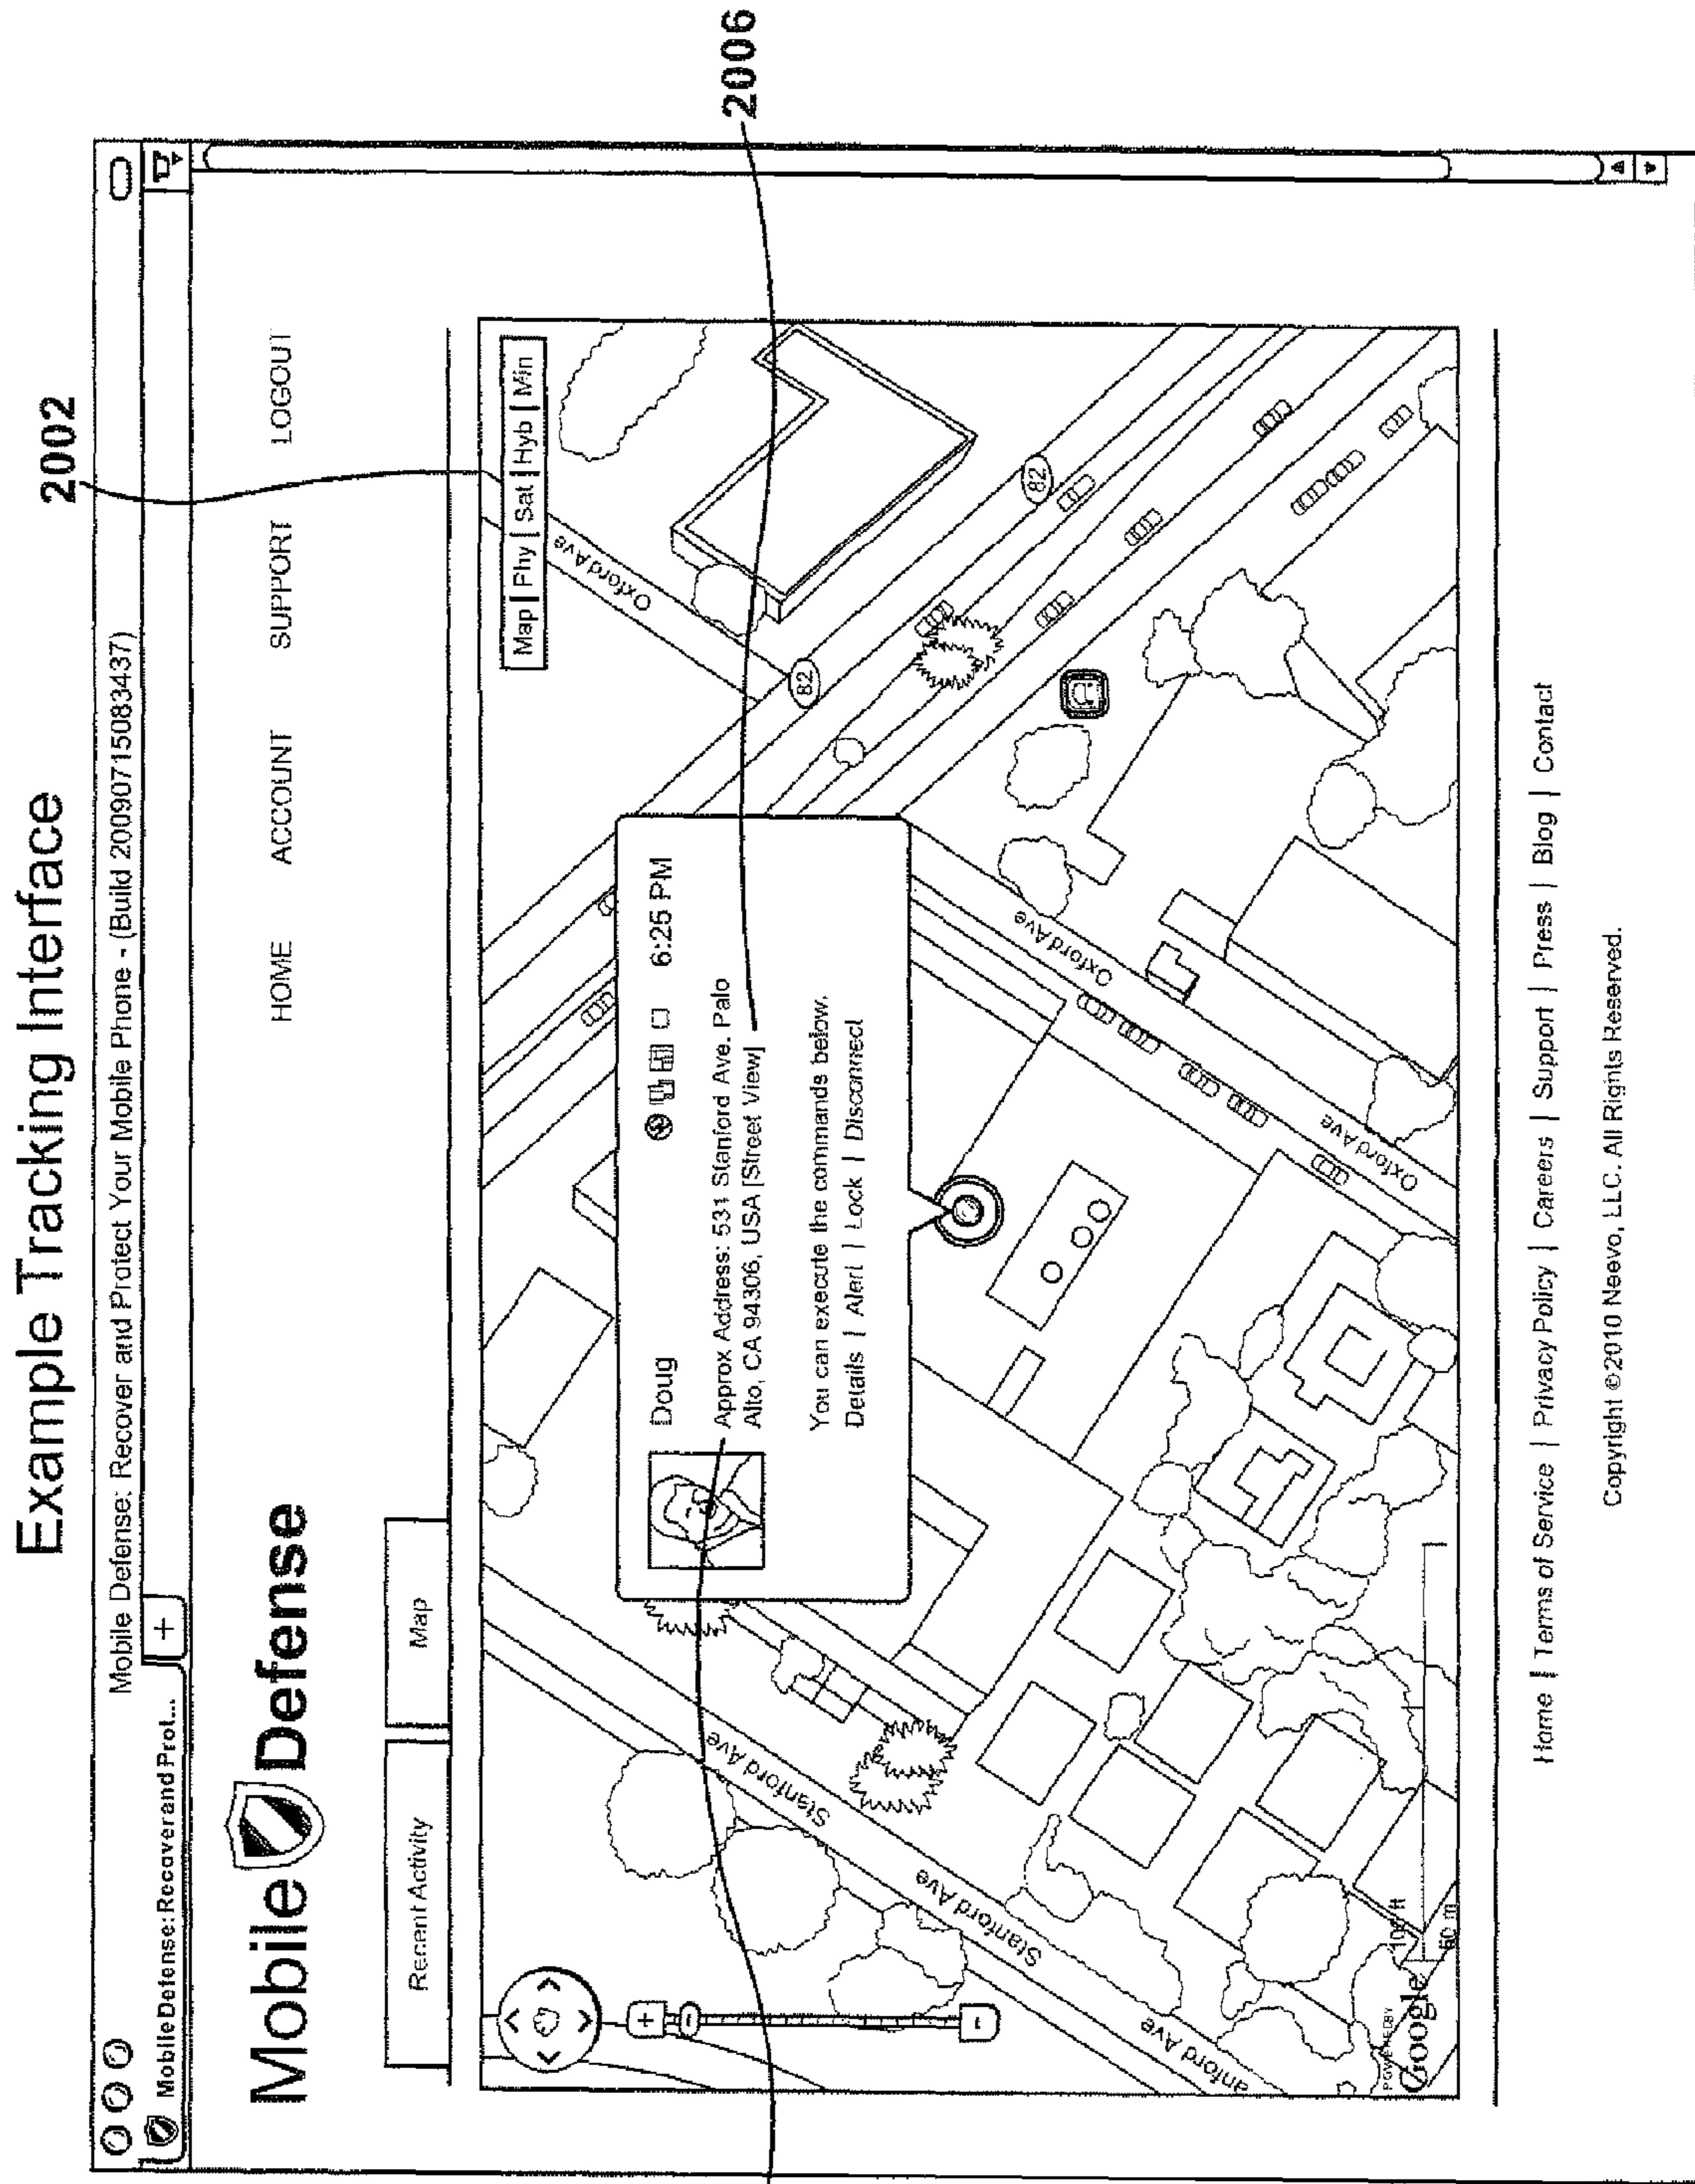 Example Tracking Interface
2002
Mobile Defense: Recover and Protect Your Mobile Phone - (Build 20090715083437)
Mobile Defense: Recover and Prot...
+
Mobile Defense
HOME ACCOUNT SUPPORT LOGOUT
Recent Activity
Map
Map | Phy | Sat | Hyb | Min
Oxford Ave
82
82
Doug
6:25 PM
Approx Address: 531 Stanford Ave. Palo
Alto, CA 94306, USA [Street View]
2006
You can execute the commands below.
Details | Alert | Lock | Disconnect
Stanford Ave
Stanford Ave
anford Ave
Oxford Ave
Oxford Ave
+
-
-
POWERED BY
Google
100 ft
50 m
Home | Terms of Service | Privacy Policy | Careers | Support | Press | Blog | Contact
Copyright ©2010 Neevo, LLC. All Rights Reserved.